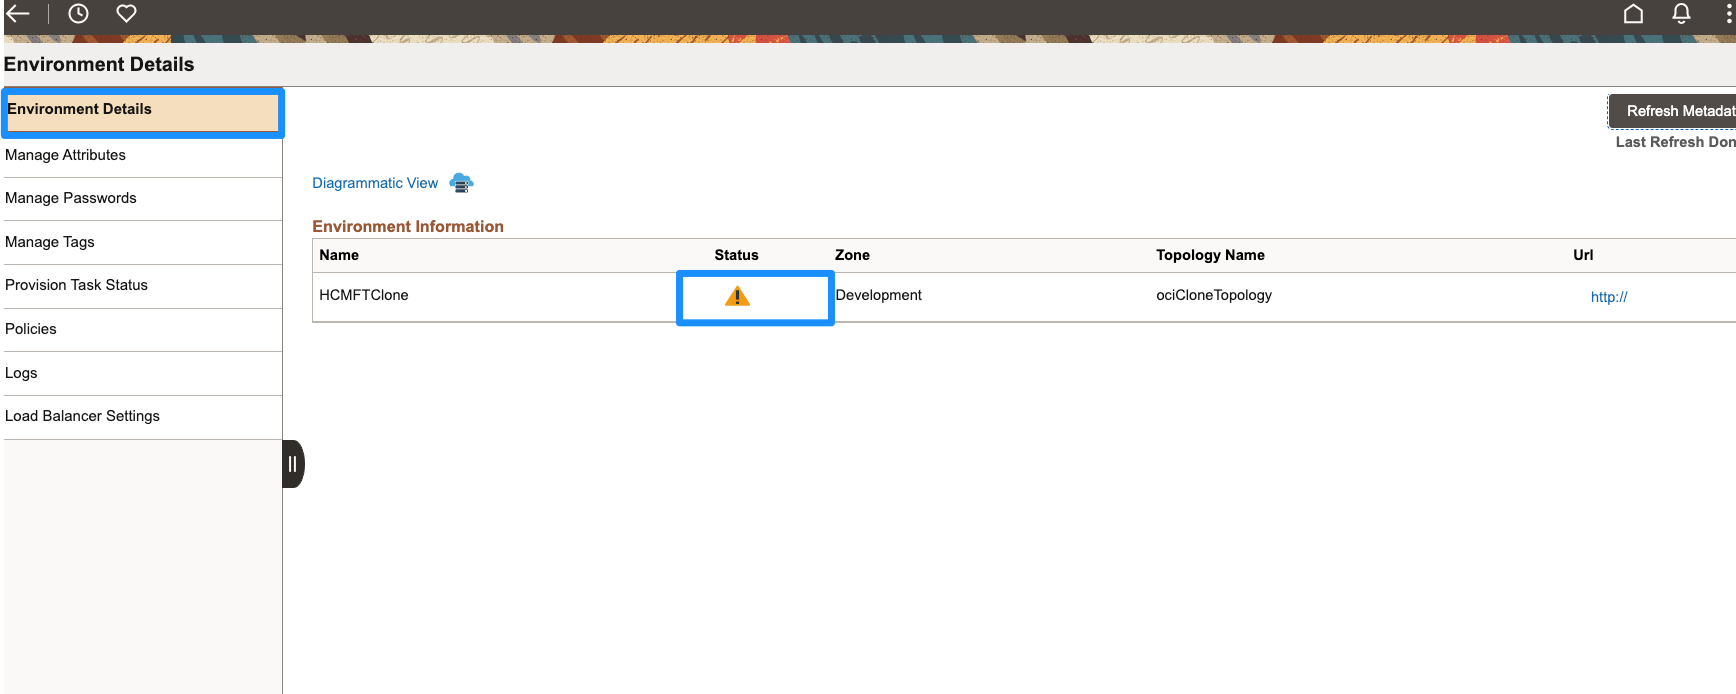 Environment Details
Environment Details
Manage Attributes
Manage Passwords
Manage Tags
Provision Task Status
Policies
Logs
Load Balancer Settings
Refresh Metadat
Last Refresh Don
Diagrammatic View
Environment Information
Name Status Zone Topology Name Url
HCMFTClone Development ociCloneTopology http://